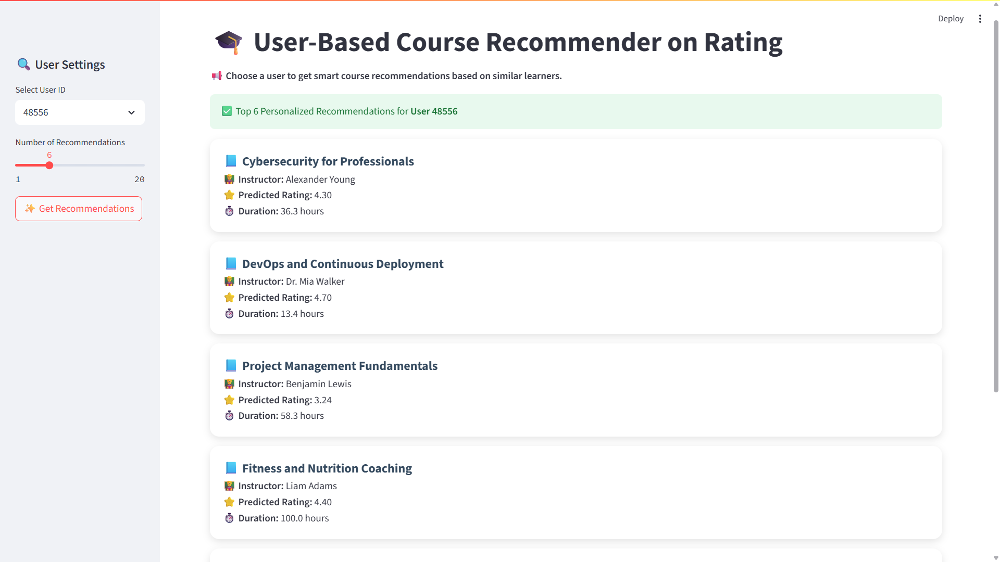 Deploy
User Settings
Select User ID
48556
Number of Recommendations
6
1 20
Get Recommendations
User-Based Course Recommender on Rating
Choose a user to get smart course recommendations based on similar learners.
Top 6 Personalized Recommendations for User 48556
Cybersecurity for Professionals
Instructor: Alexander Young
Predicted Rating: 4.30
Duration: 36.3 hours
DevOps and Continuous Deployment
Instructor: Dr. Mia Walker
Predicted Rating: 4.70
Duration: 13.4 hours
Project Management Fundamentals
Instructor: Benjamin Lewis
Predicted Rating: 3.24
Duration: 58.3 hours
Fitness and Nutrition Coaching
Instructor: Liam Adams
Predicted Rating: 4.40
Duration: 100.0 hours